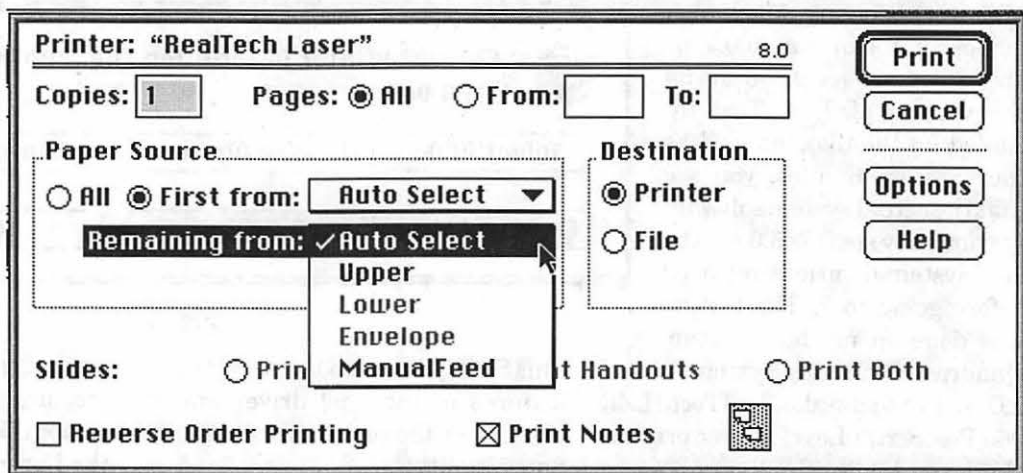 Printer: “RealTech Laser” 8.0 Print
Copies: 1 Pages: All From: To: Cancel
Paper Source Destination
All First from: Auto Select Printer Options
Remaining from: Auto Select File Help
Upper
Lower
Envelope
ManualFeed
Slides: Handouts Print Both
Reverse Order Printing Print Notes